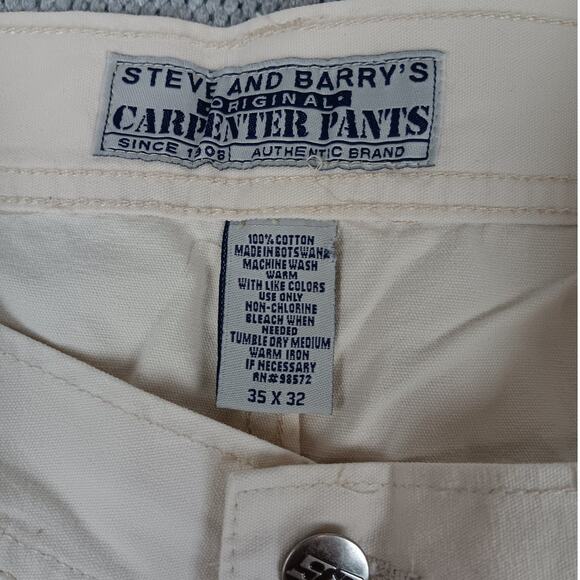 STEVE AND BARRY'S
ORIGINAL
CARPENTER PANTS
SINCE 1908 AUTHENTIC BRAND
100% COTTON
MADE IN BOTSWANA
MACHINE WASH
WARM
WITH LIKE COLORS
USE ONLY
NON-CHLORINE
BLEACH WHEN
NEEDED
TUMBLE DRY MEDIUM
WARM IRON
IF NECESSARY
RN# 98572
35 X 32